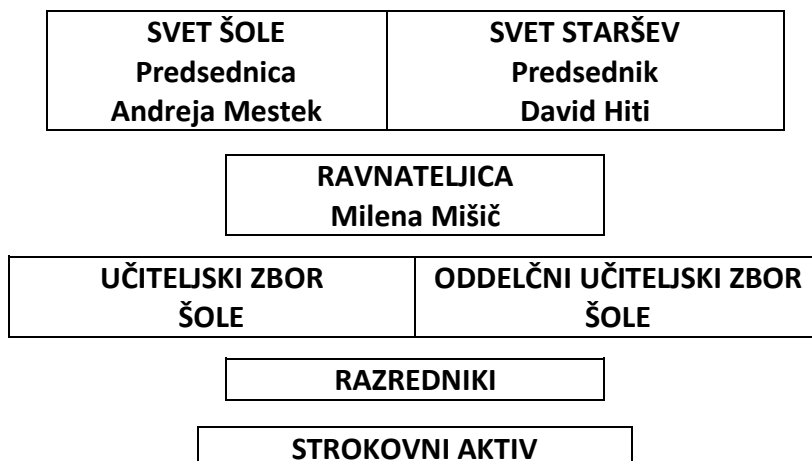 SVET ŠOLE
Predsednica
Andreja Mestek
SVET STARŠEV
Predsednik
David Hiti
RAVNATELJICA
Milena Mišič
UČITELJSKI ZBOR
ŠOLE
ODDELČNI UČITELJSKI ZBOR
ŠOLE
RAZREDNIKI
STROKOVNI AKTIV